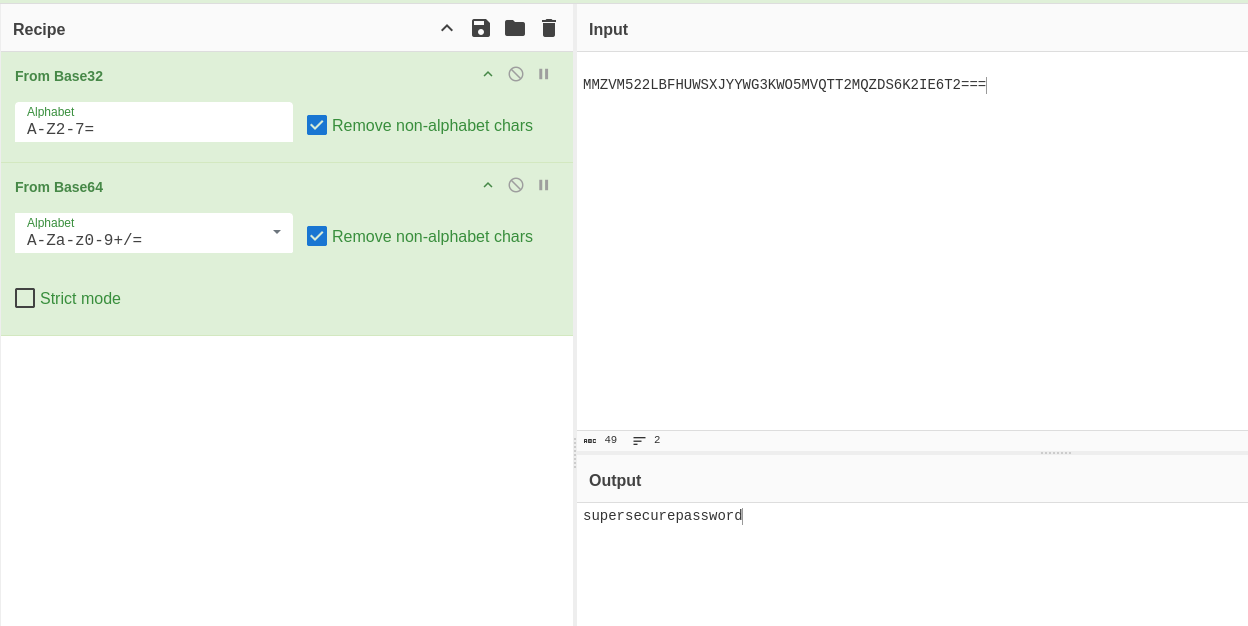 Recipe
From Base32
Alphabet
A-Z2-7=
Remove non-alphabet chars
From Base64
Alphabet
A-Za-z0-9+/=
Remove non-alphabet chars
Strict mode
Input
MMZVM522LBFHUWSXJYYWG3KWO5MVQTT2MQZDS6K2IE6T2===
ABC 49 2
Output
supersecurepassword